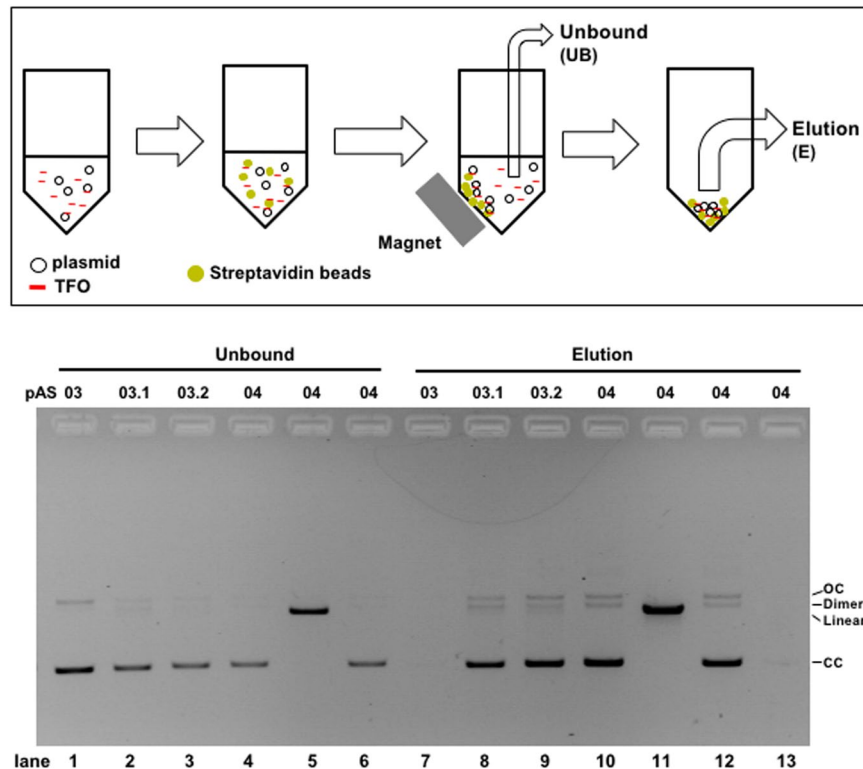 Unbound
(UB)
Elution
(E)
Magnet
plasmid
TFO
Streptavidin beads
Unbound Elution
pAS 03 03.1 03.2 04 04 04 03 03.1 03.2 04 04 04 04
OC
Dimer
Linear
CC
lane 1 2 3 4 5 6 7 8 9 10 11 12 13